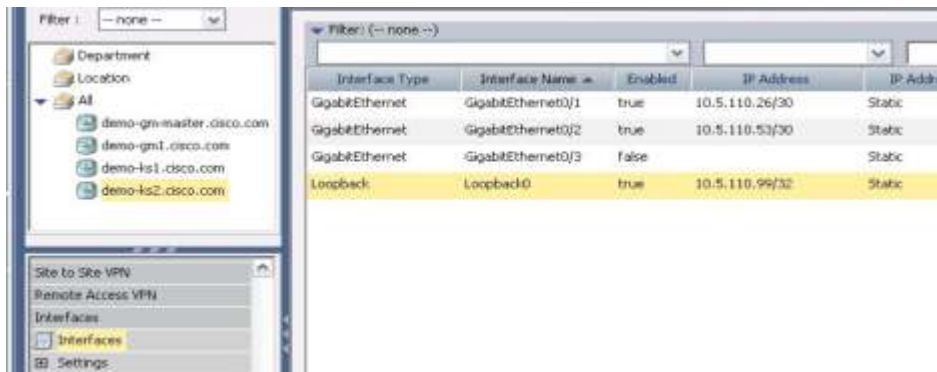 Filter : -- none --
Department
Location
All
demo-gm-master.cisco.com
demo-gm1.cisco.com
demo-ks1.cisco.com
demo-ks2.cisco.com
Site to Site VPN
Remote Access VPN
Interfaces
Interfaces
Settings
Filter: (-- none --)
Interface Type Interface Name Enabled IP Address IP Addr
GigabitEthernet GigabitEthernet0/1 true 10.5.110.26/30 Static
GigabitEthernet GigabitEthernet0/2 true 10.5.110.53/30 Static
GigabitEthernet GigabitEthernet0/3 false Static
Loopback Loopback0 true 10.5.110.99/32 Static